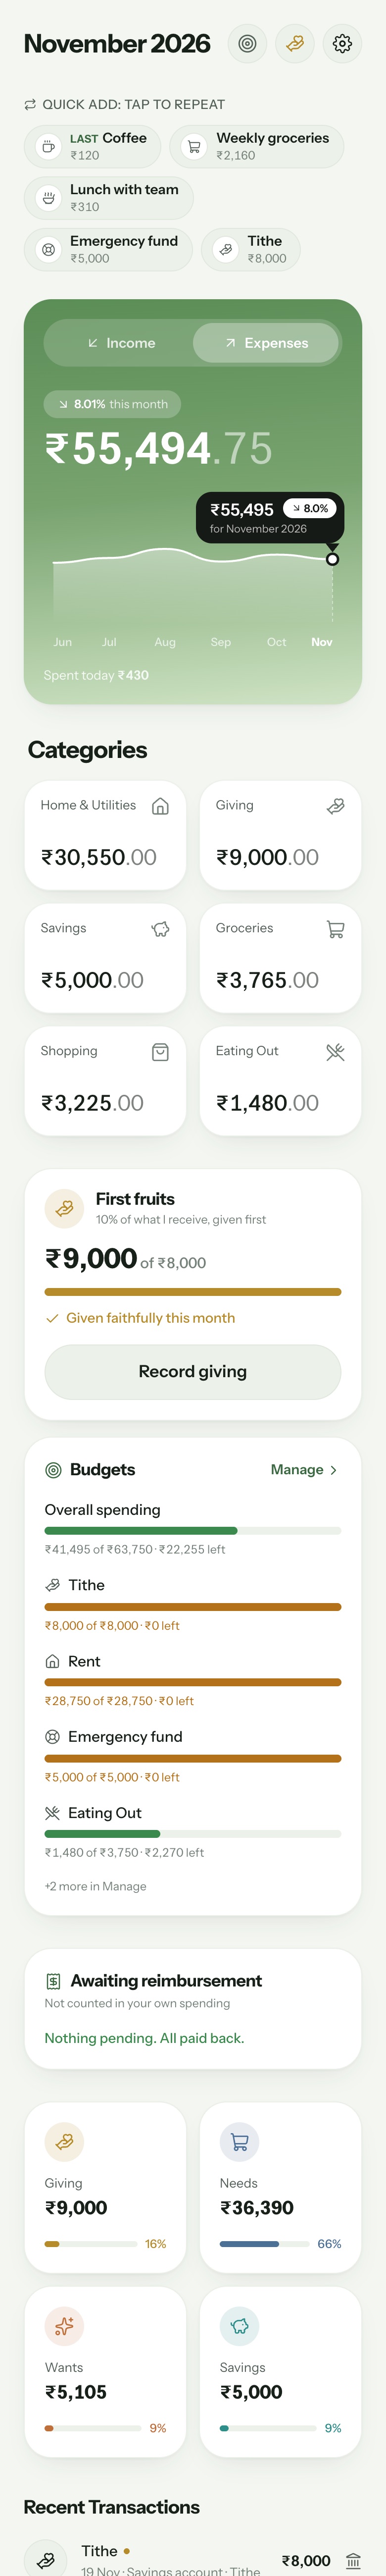 November 2026
QUICK ADD: TAP TO REPEAT
LAST Coffee
₹120
Weekly groceries
₹2,160
Lunch with team
₹310
Emergency fund
₹5,000
Tithe
₹8,000
Income
Expenses
8.01% this month
₹55,494.75
₹55,495
8.0%
for November 2026
Jun Jul Aug Sep Oct Nov
Spent today ₹430
Categories
Home & Utilities
₹30,550.00
Giving
₹9,000.00
Savings
₹5,000.00
Groceries
₹3,765.00
Shopping
₹3,225.00
Eating Out
₹1,480.00
First fruits
10% of what I receive, given first
₹9,000 of ₹8,000
Given faithfully this month
Record giving
Budgets
Manage
Overall spending
₹41,495 of ₹63,750 · ₹22,255 left
Tithe
₹8,000 of ₹8,000 · ₹0 left
Rent
₹28,750 of ₹28,750 · ₹0 left
Emergency fund
₹5,000 of ₹5,000 · ₹0 left
Eating Out
₹1,480 of ₹3,750 · ₹2,270 left
+2 more in Manage
Awaiting reimbursement
Not counted in your own spending
Nothing pending. All paid back.
Giving
₹9,000
16%
Needs
₹36,390
66%
Wants
₹5,105
9%
Savings
₹5,000
9%
Recent Transactions
Tithe
₹8,000
19 Nov · Savings account · Tithe